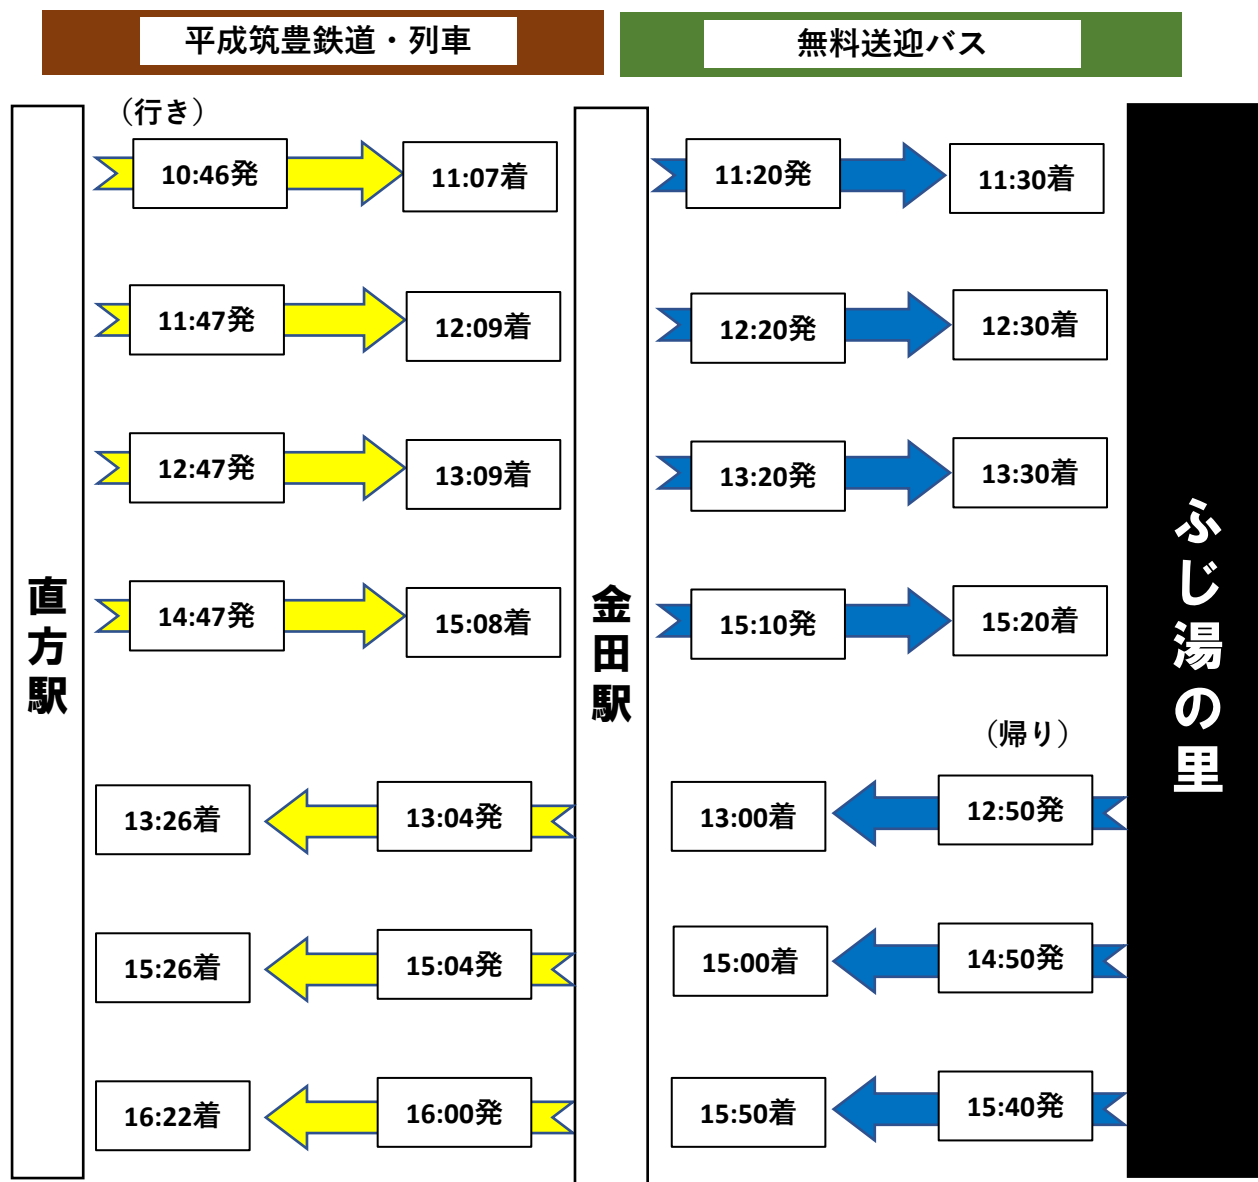 平成筑豊鉄道・列車
無料送迎バス
（行き）
10:46発
11:07着
11:20発
11:30着
11:47発
12:09着
12:20発
12:30着
12:47発
13:09着
13:20発
13:30着
14:47発
15:08着
15:10発
15:20着
直方駅
金田駅
ふじ湯の里
（帰り）
13:26着
13:04発
13:00着
12:50発
15:26着
15:04発
15:00着
14:50発
16:22着
16:00発
15:50着
15:40発